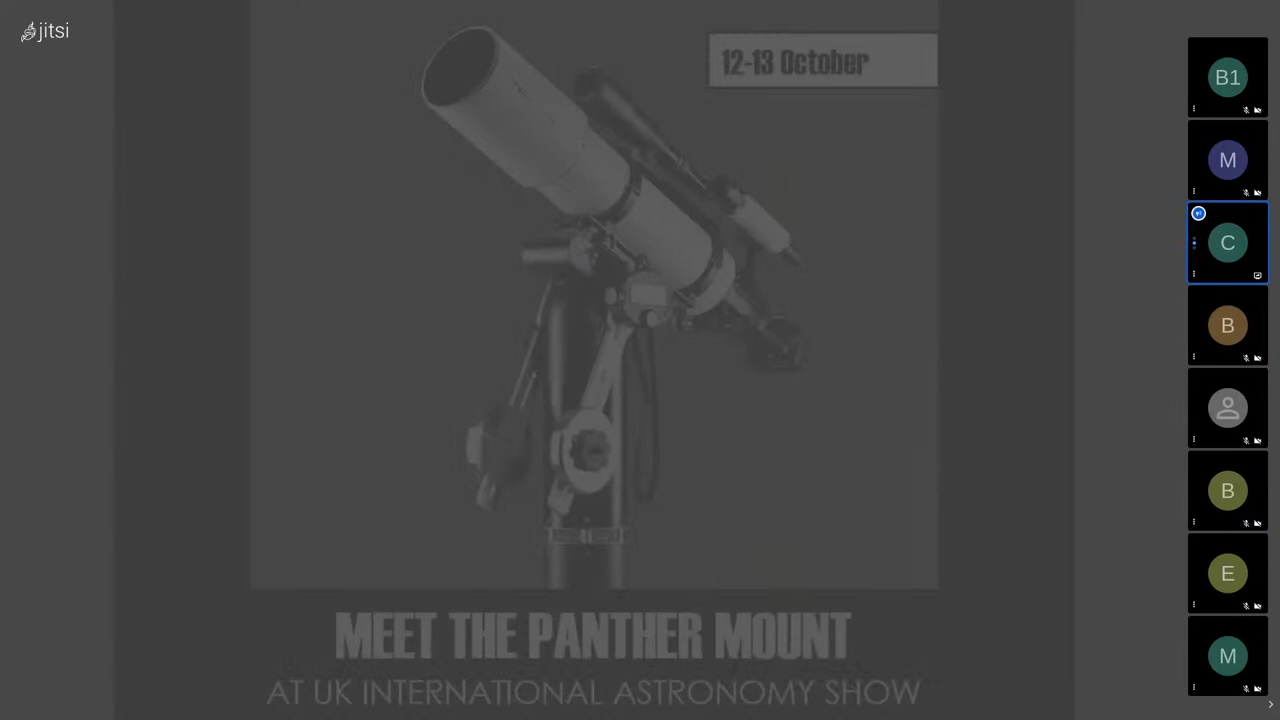 jitsi
12-13 October
MEET THE PANTHER MOUNT
AT UK INTERNATIONAL ASTRONOMY SHOW
B1
M
C
B
B
E
M